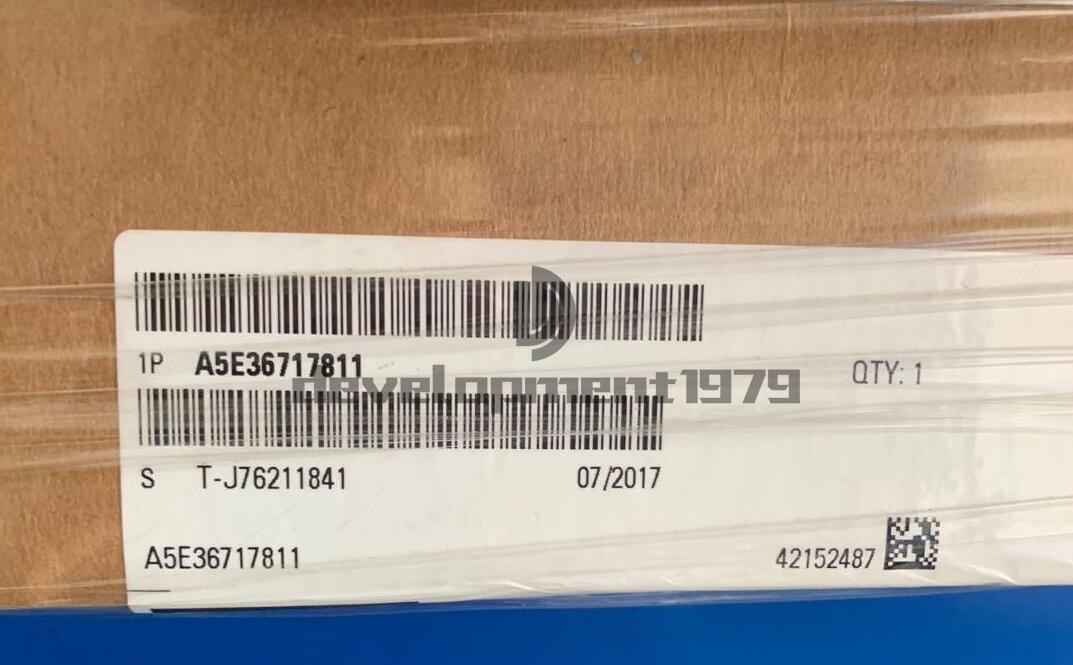 1P A5E36717811
development1979
QTY: 1
S T-J76211841 07/2017
A5E36717811
42152487